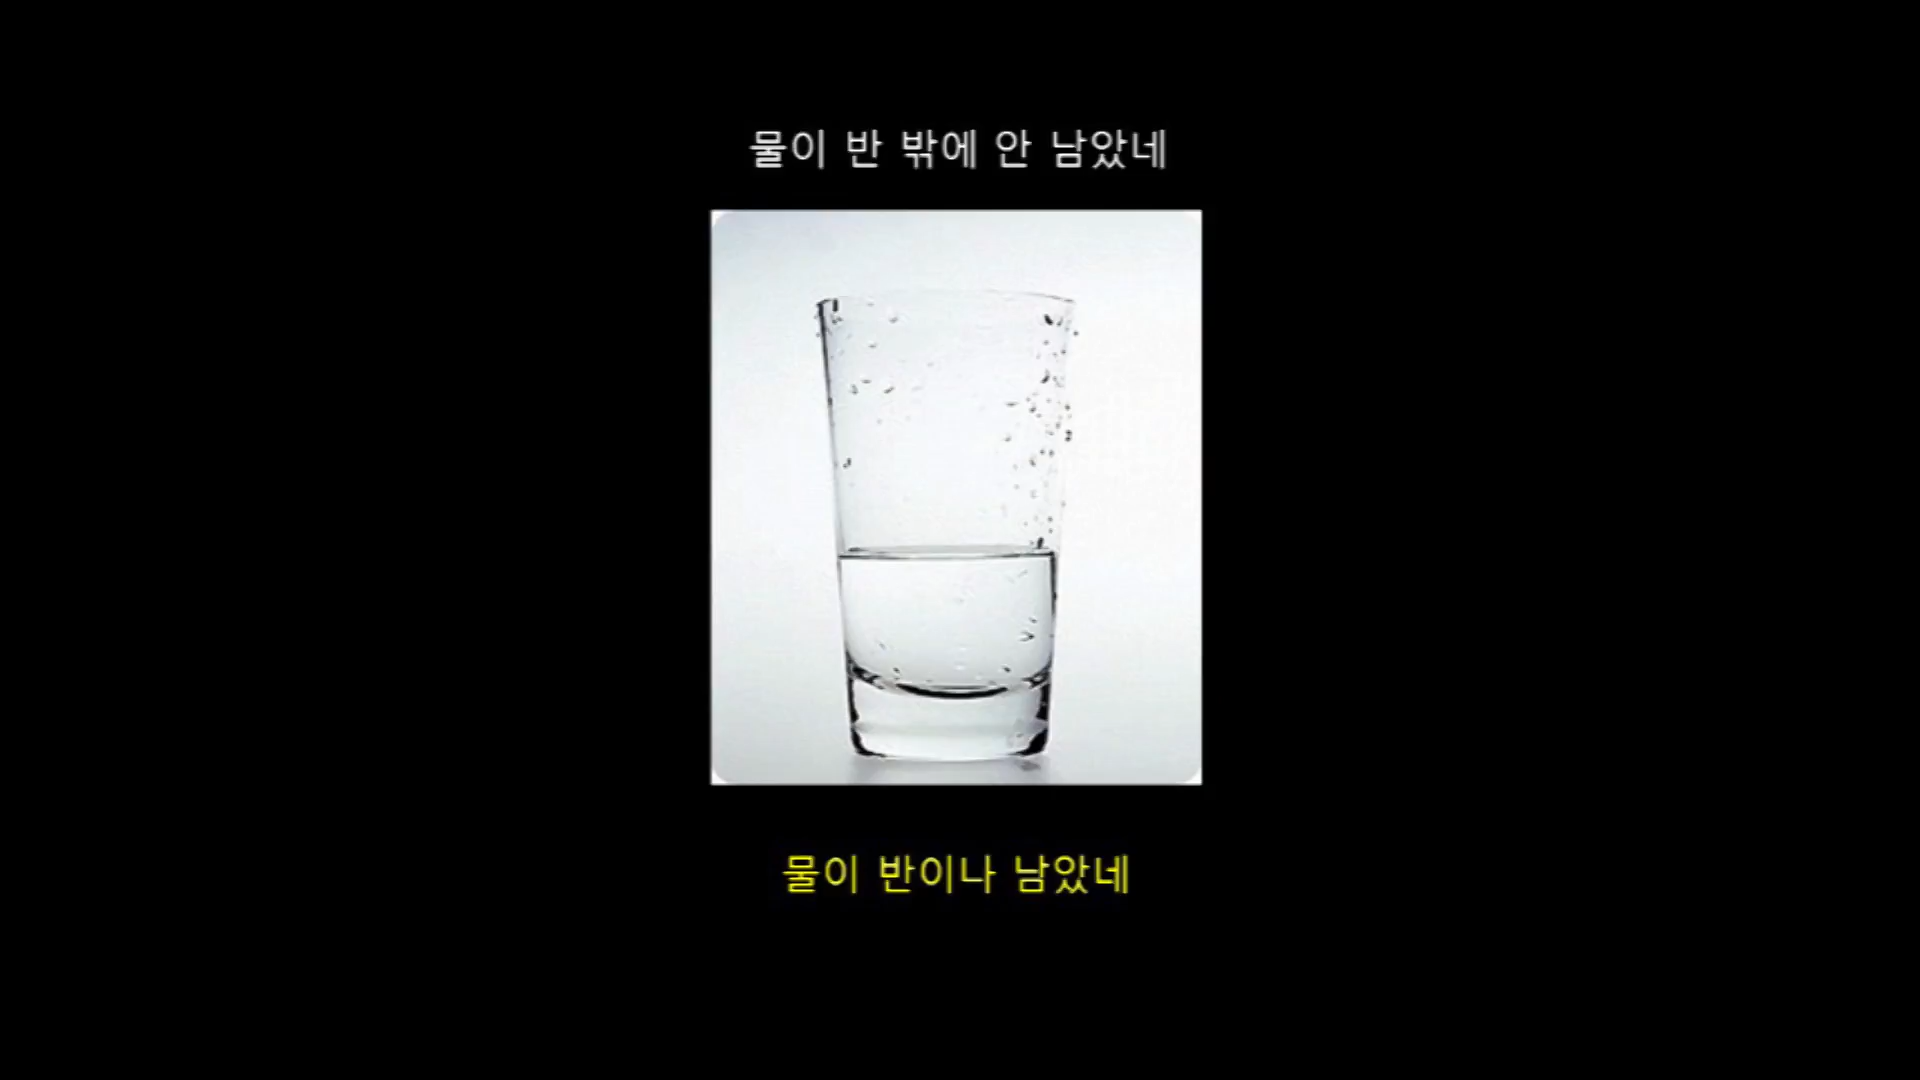 물이 반 밖에 안 남았네
물이 반이나 남았네